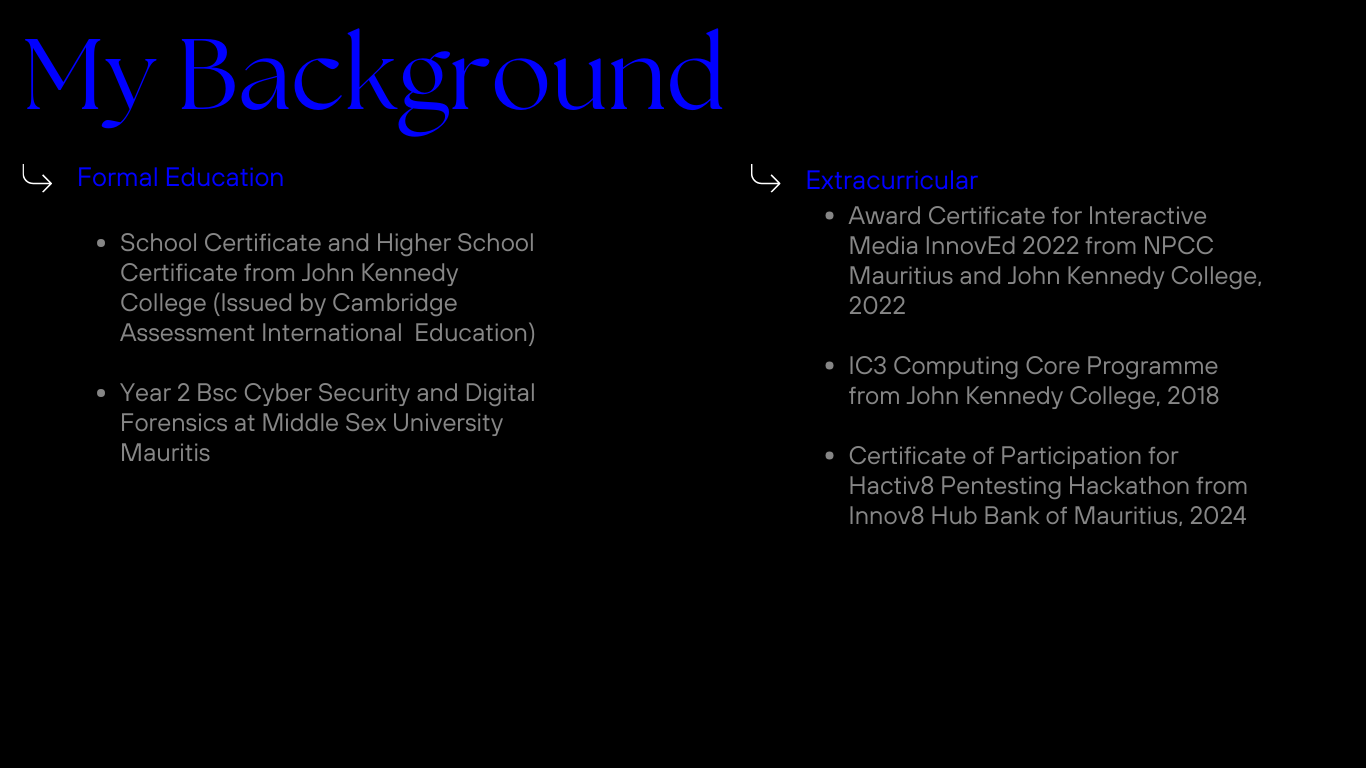 My Background
Formal Education
• School Certificate and Higher School
Certificate from John Kennedy
College (Issued by Cambridge
Assessment International  Education)
• Year 2 Bsc Cyber Security and Digital
Forensics at Middle Sex University
Mauritis
Extracurricular
• Award Certificate for Interactive
Media InnovEd 2022 from NPCC
Mauritius and John Kennedy College,
2022
• IC3 Computing Core Programme
from John Kennedy College, 2018
• Certificate of Participation for
Hactiv8 Pentesting Hackathon from
Innov8 Hub Bank of Mauritius, 2024